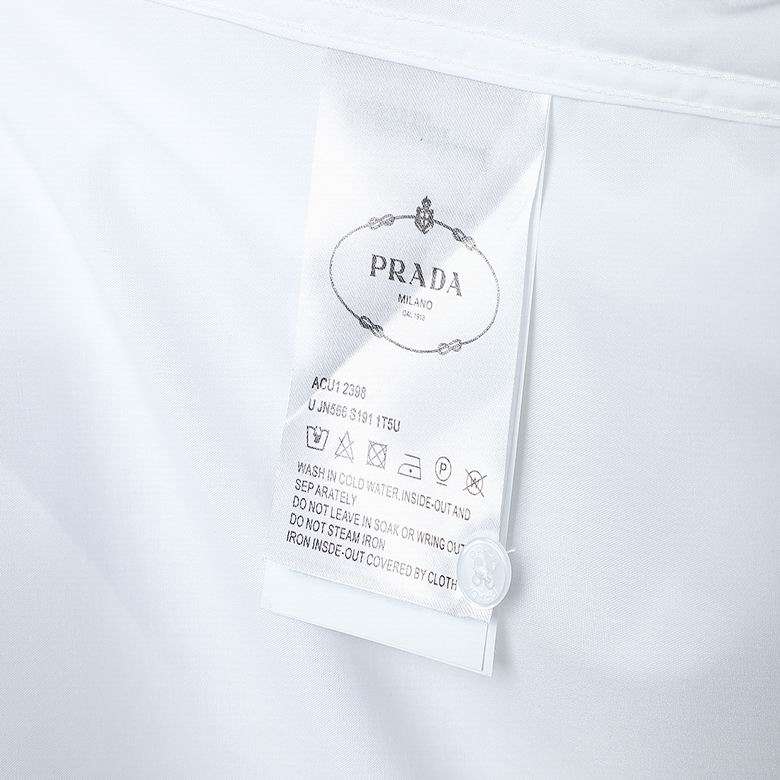 PRADA
MILANO
DAL 1913
ACU1 2398
U JN566 S191 1T5U
P
WASH IN COLD WATER,INSIDE-OUT AND
SEP ARATELY
DO NOT LEAVE IN SOAK OR WRING OUT
DO NOT STEAM IRON
IRON INSDE-OUT COVERED BY CLOTH